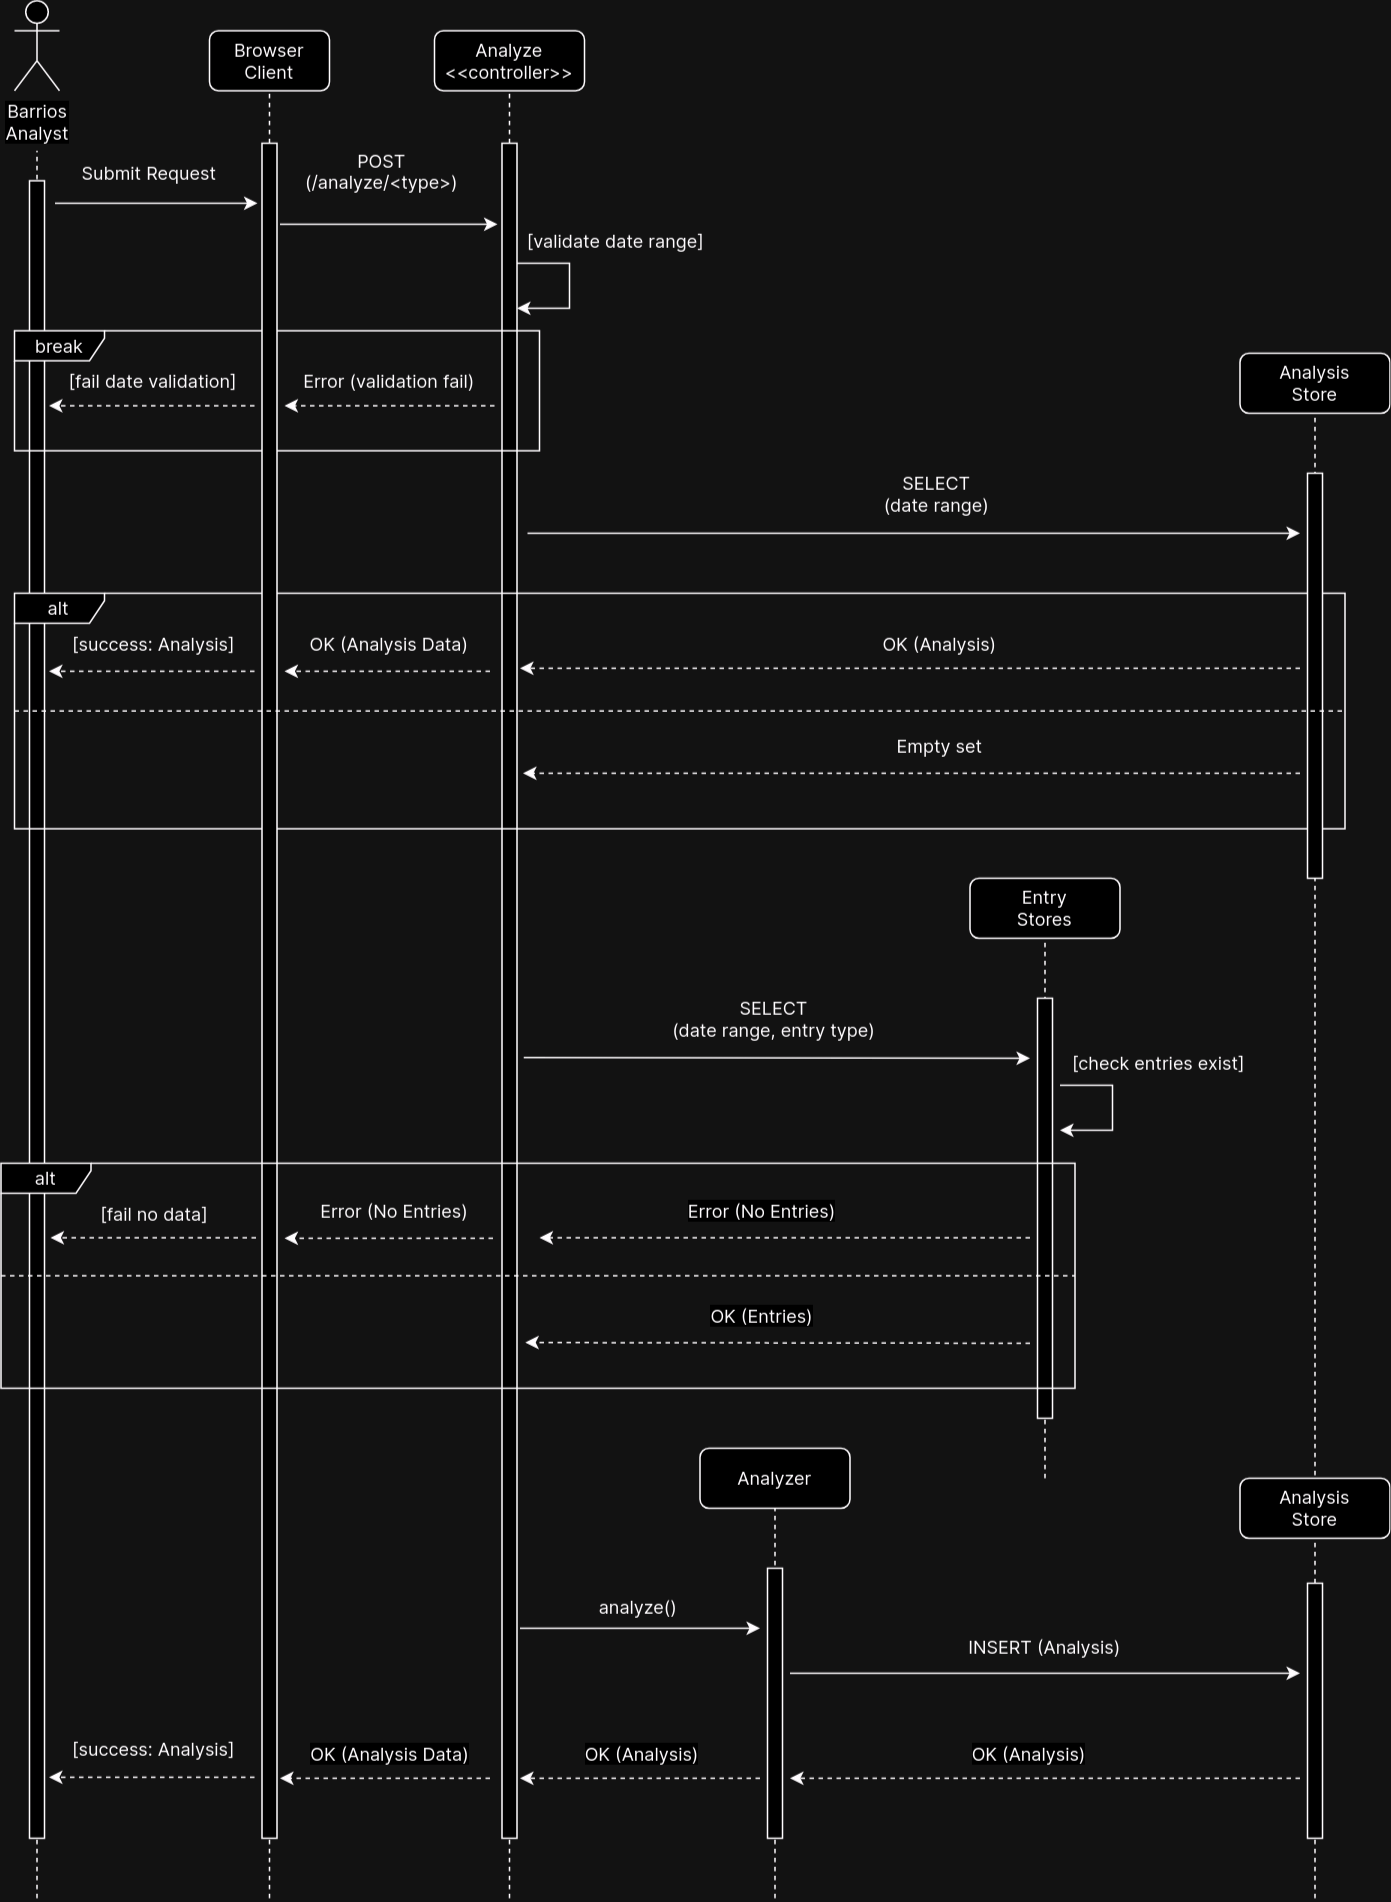 Browser
Client
Analyze
<<controller>>
Barrios
Analyst
Submit Request
POST
(/analyze/<type>)
[validate date range]
break
[fail date validation]
Error (validation fail)
Analysis
Store
SELECT
(date range)
alt
[success: Analysis]
OK (Analysis Data)
OK (Analysis)
Empty set
Entry
Stores
SELECT
(date range, entry type)
[check entries exist]
alt
[fail no data]
Error (No Entries)
Error (No Entries)
OK (Entries)
Analyzer
Analysis
Store
analyze()
INSERT (Analysis)
[success: Analysis]
OK (Analysis Data)
OK (Analysis)
OK (Analysis)